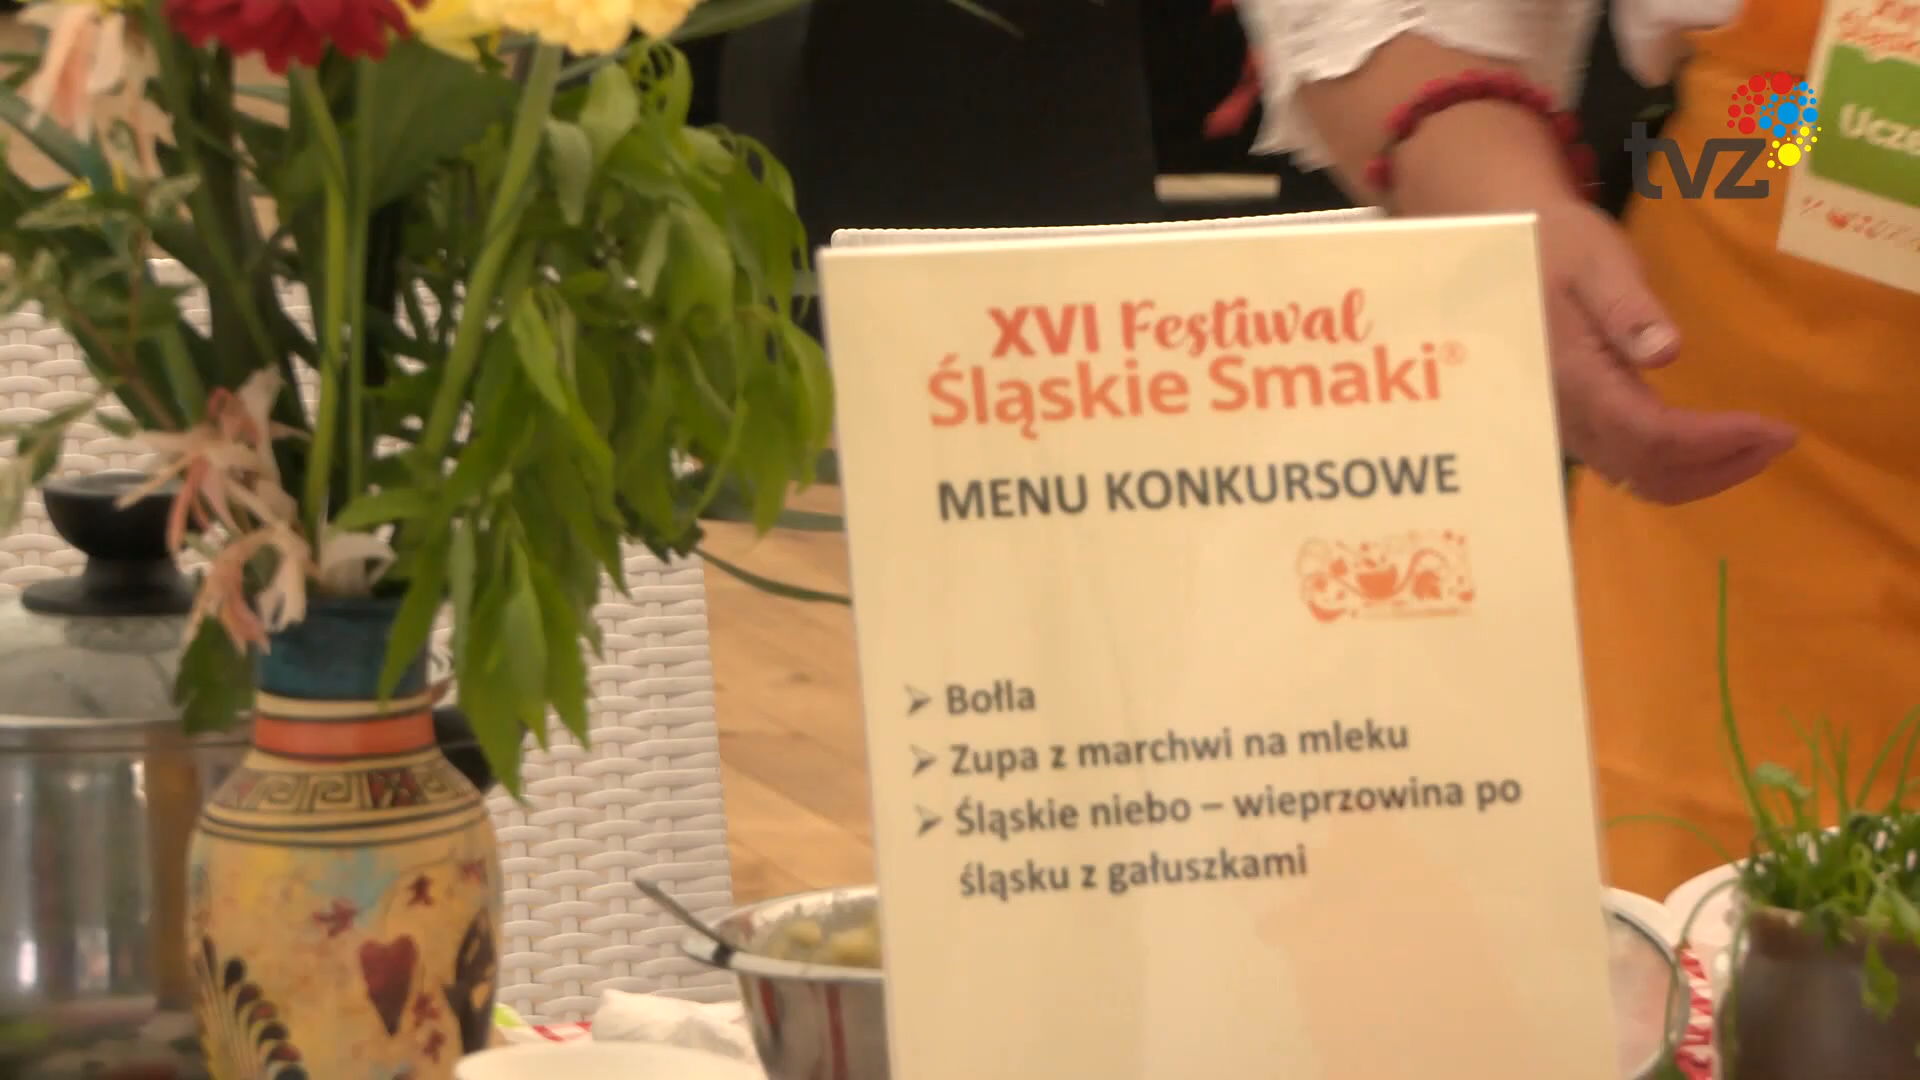 tvz
XVI Festiwal
Śląskie Smaki®
MENU KONKURSOWE
➢ Bołla
➢ Zupa z marchwi na mleku
➢ Śląskie niebo – wieprzowina po
śląsku z gałuszkami